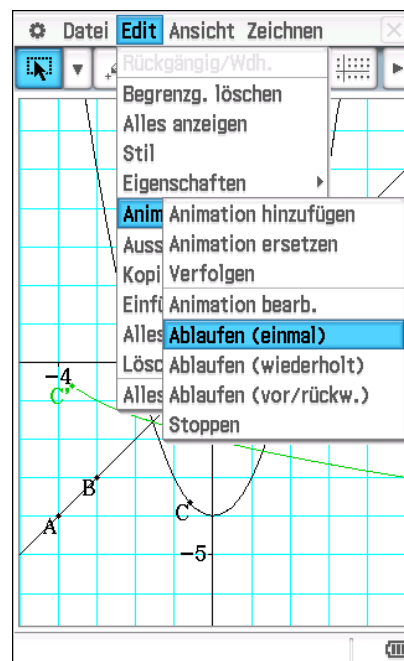 Datei Edit Ansicht Zeichnen
Rückgängig/Wdh.
Begrenzg. löschen
Alles anzeigen
Stil
Eigenschaften
Anim
Animation hinzufügen
Auss
Animation ersetzen
Kopi
Verfolgen
Einfü
Animation bearb.
Alles
Ablaufen (einmal)
Lösc
Ablaufen (wiederholt)
Alles
Ablaufen (vor/rückw.)
Stoppen
-4
C'
B
A
C
-5